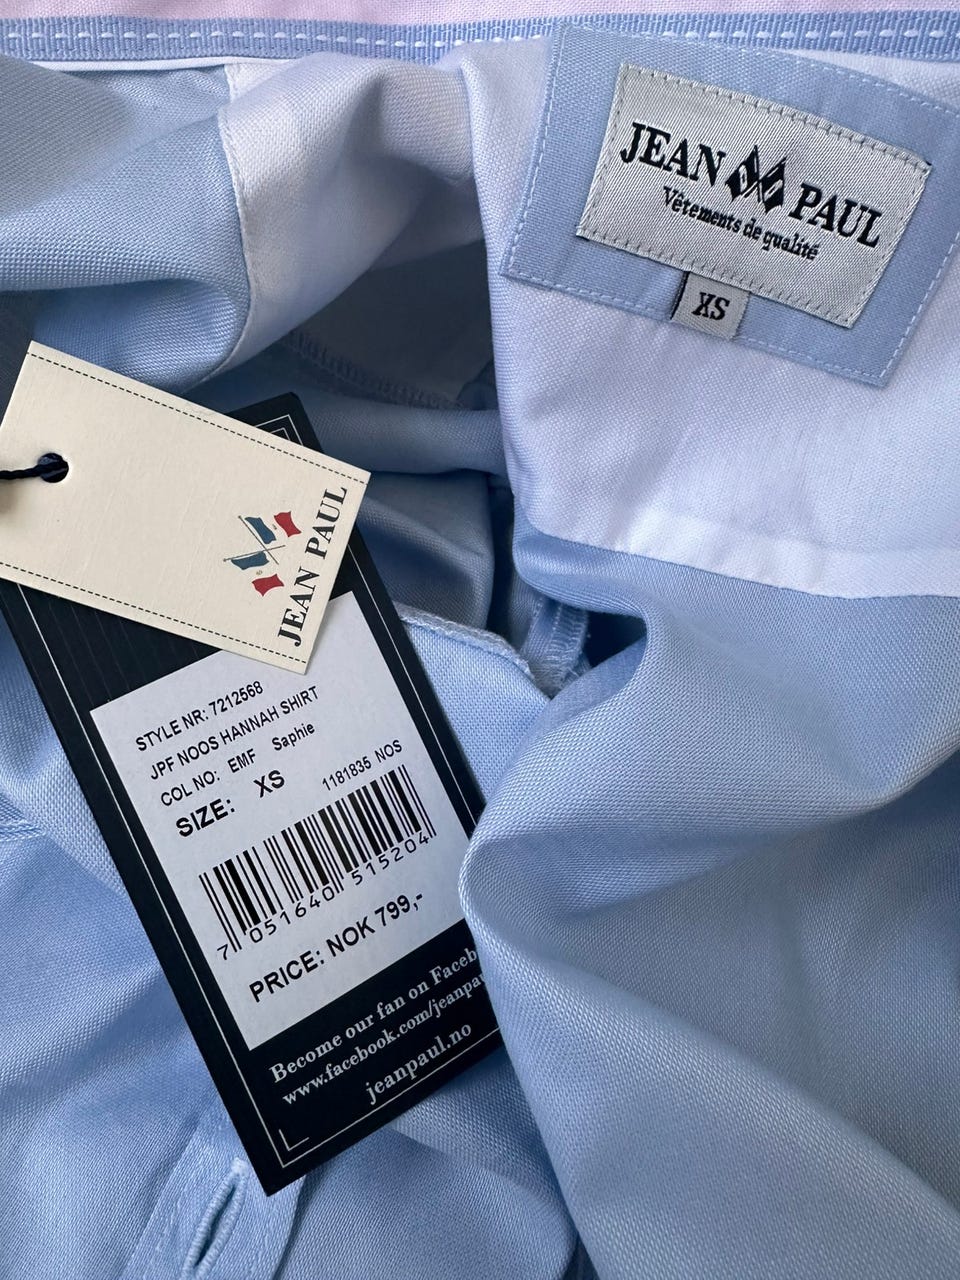 JEAN PAUL
Vêtements de qualité
XS
JEAN PAUL
STYLE NR: 7212568
JPF NOOS HANNAH SHIRT
COL NO: EMF Saphie
SIZE: XS
1181835 NOS
7 051640 515204
PRICE: NOK 799,-
Become our fan on Faceb
www.facebook.com/jeanpau
jeanpaul.no